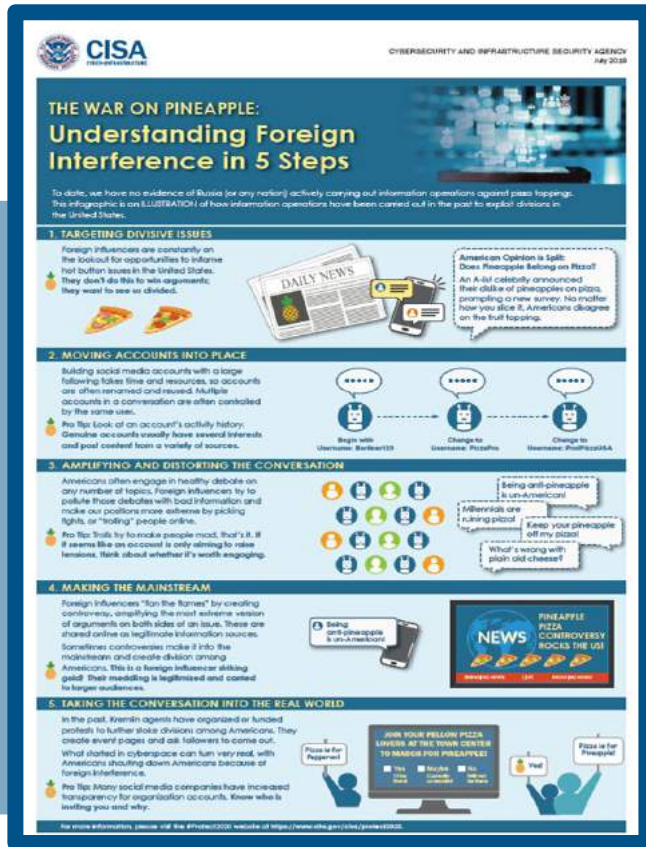 CISA
CYBER+INFRASTRUCTURE
CYBERSECURITY AND INFRASTRUCTURE SECURITY AGENCY
July 2019
THE WAR ON PINEAPPLE:
Understanding Foreign
Interference in 5 Steps
To date, we have no evidence of Russia (or any nation) actively carrying out information operations against pizza toppings.
This infographic is an ILLUSTRATION of how information operations have been carried out in the past to exploit divisions in
the United States.
1. TARGETING DIVISIVE ISSUES
Foreign influencers are constantly on
the lookout for opportunities to inflame
hot button issues in the United States.
They don't do this to win arguments;
they want to see us divided.
DAILY NEWS
American Opinion is Split:
Does Pineapple Belong on Pizza?
An A-list celebrity announced
their dislike of pineapples on pizza,
prompting a new survey. No matter
how you slice it, Americans disagree
on the fruit topping.
2. MOVING ACCOUNTS INTO PLACE
Building social media accounts with a large
following takes time and resources, so accounts
are often renamed and reused. Multiple
accounts in a conversation are often controlled
by the same user.
Pro Tip: Look at an account's activity history.
Genuine accounts usually have several interests
and post content from a variety of sources.
Begin with
Username:
Change to
Username: PizzaPro
Change to
Username: ProfPizzaUSA
3. AMPLIFYING AND DISTORTING THE CONVERSATION
Americans often engage in healthy debate on
any number of topics. Foreign influencers try to
pollute those debates with bad information and
make our positions more extreme by picking
fights, or "trolling" people online.
Pro Tip: Trolls try to make people mad, that's it. If
it seems like an account is only aiming to raise
tensions, think about whether it's worth engaging.
Being anti-pineapple
is un-American!
Millennials are
ruining pizza!
Keep your pineapple
off my pizza!
What's wrong with
plain old cheese?
4. MAKING THE MAINSTREAM
Foreign influencers "fan the flames" by creating
controversy, amplifying the most extreme version
of arguments on both sides of an issue. These are
shared online as legitimate information sources.
Sometimes controversies make it into the
mainstream and create division among
Americans. This is a foreign influencer striking
gold! Their meddling is legitimized and carried
to larger audiences.
Being
anti-pineapple
is un-American!
NEWS
PINEAPPLE
PIZZA
CONTROVERSY
ROCKS THE US!
BREAKING NEWS LIVE BREAKING NEWS
5. TAKING THE CONVERSATION INTO THE REAL WORLD
In the past, Kremlin agents have organized or funded
protests to further stoke divisions among Americans. They
create event pages and ask followers to come out.
What started in cyberspace can turn very real, with
Americans shouting down Americans because of
foreign interference.
Pro Tip: Many social media companies have increased
transparency for organization accounts. Know who is
inviting you and why.
Pizza is for
Pepperoni!
JOIN YOUR FELLOW PIZZA
LOVERS AT THE TOWN CENTER
TO MARCH FOR PINEAPPLE!
Yes Maybe No
Yes!
Pizza is for
Pineapple!
For more information, please visit the #Protect2020 website at https://www.cisa.gov/protect2020.